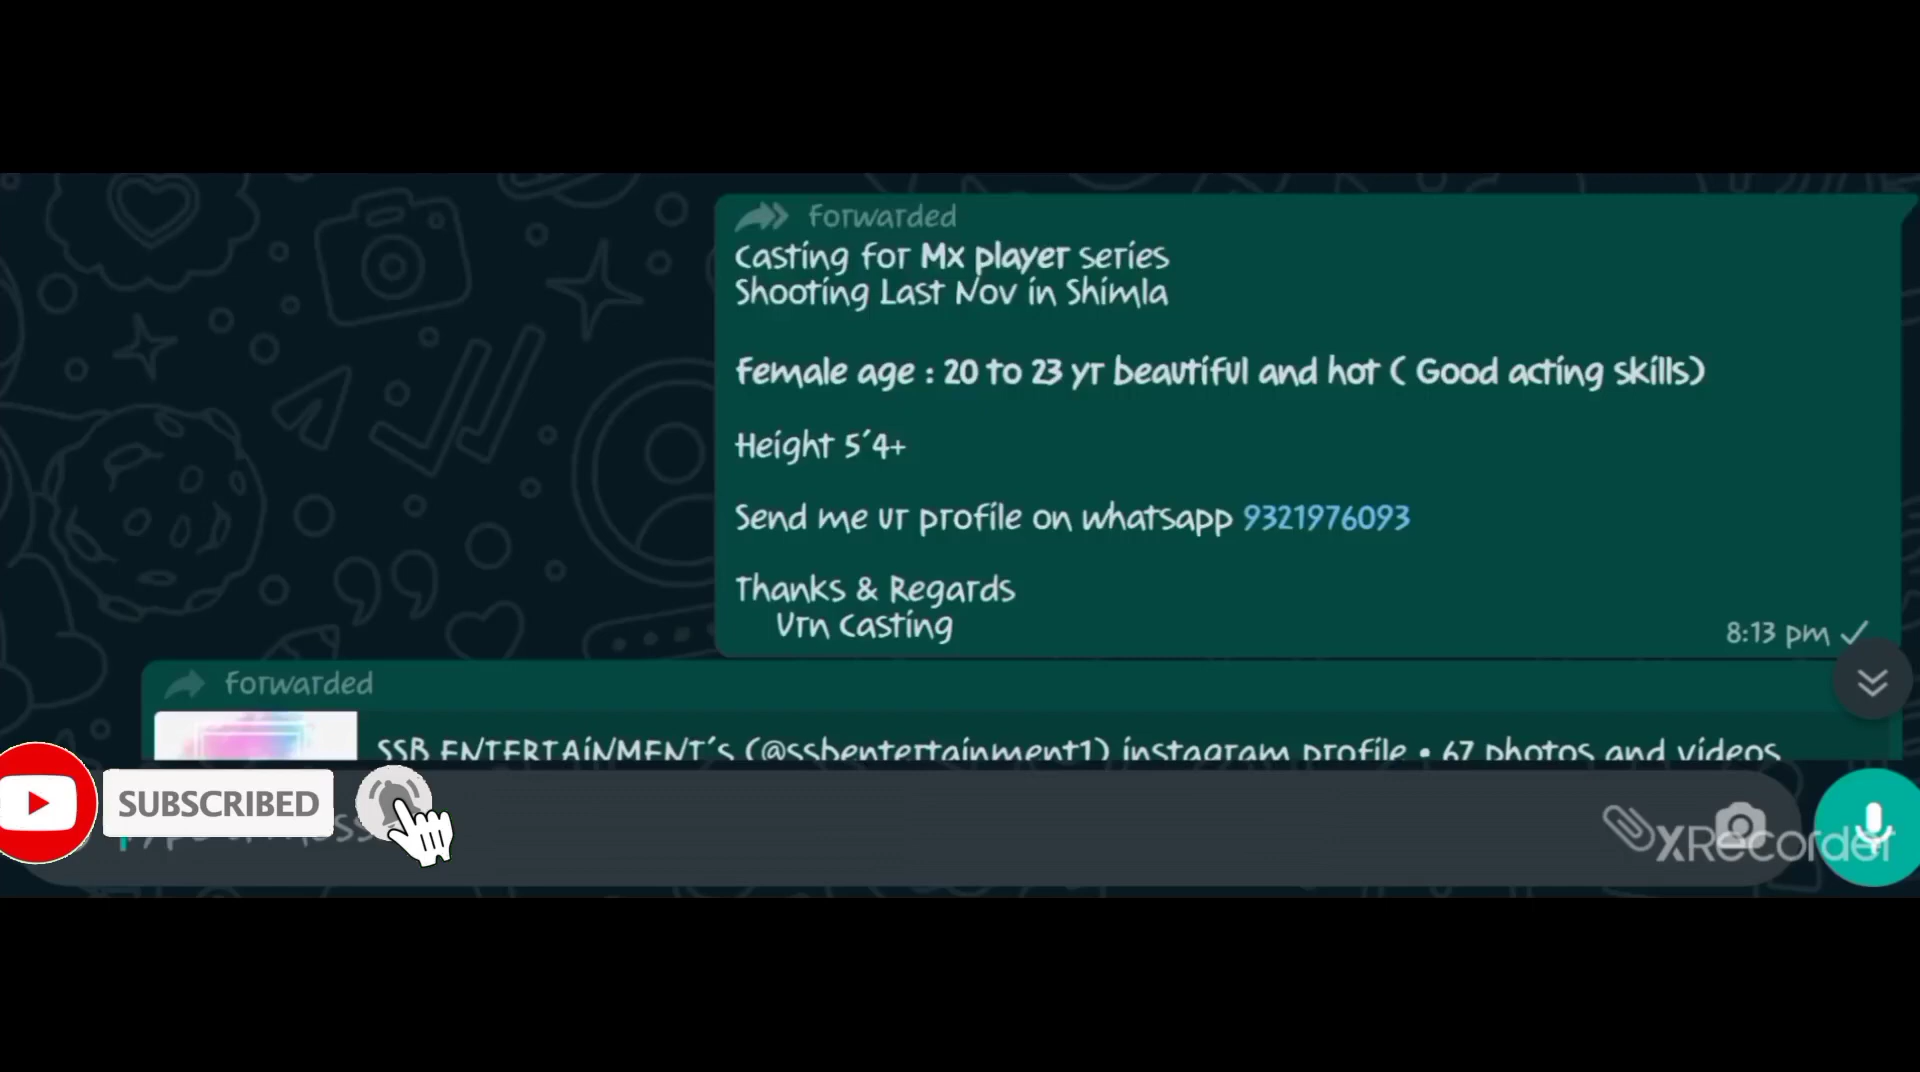 Forwarded
Casting for Mx player series
Shooting Last Nov in Shimla
Female age : 20 to 23 yr beautiful and hot ( Good acting skills)
Height 5'4+
Send me ur profile on whatsapp 9321976093
Thanks & Regards
Urn Casting
8:13 pm
Forwarded
SSB ENTERTAINMENT's (@ssbentertainment1) instagram profile • 67 photos and videos
SUBSCRIBED
XRecorder